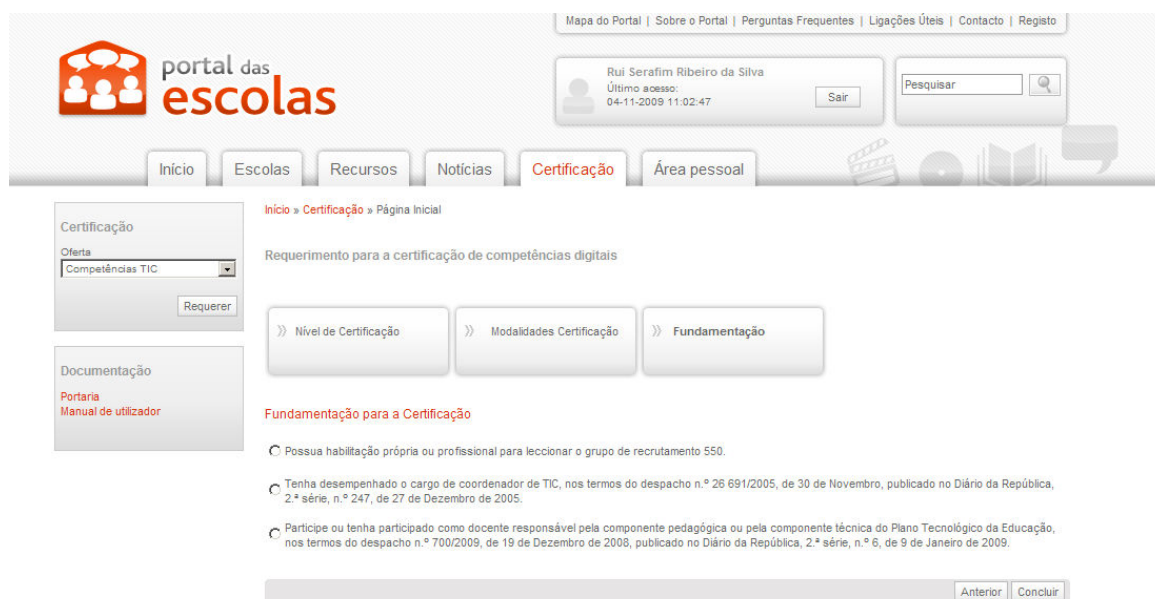 Mapa do Portal | Sobre o Portal | Perguntas Frequentes | Ligações Úteis | Contacto | Registo
portal das
escolas
Rui Serafim Ribeiro da Silva
Último acesso:
04-11-2009 11:02:47
Sair
Pesquisar
Início
Escolas
Recursos
Notícias
Certificação
Área pessoal
Certificação
Oferta
Competências TIC
Requerer
Documentação
Portaria
Manual de utilizador
Início » Certificação » Página Inicial
Requerimento para a certificação de competências digitais
» Nível de Certificação
» Modalidades Certificação
» Fundamentação
Fundamentação para a Certificação
Possua habilitação própria ou profissional para leccionar o grupo de recrutamento 550.
Tenha desempenhado o cargo de coordenador de TIC, nos termos do despacho n.º 26 691/2005, de 30 de Novembro, publicado no Diário da República,
2.ª série, n.º 247, de 27 de Dezembro de 2005.
Participe ou tenha participado como docente responsável pela componente pedagógica ou pela componente técnica do Plano Tecnológico da Educação,
nos termos do despacho n.º 700/2009, de 19 de Dezembro de 2008, publicado no Diário da República, 2.ª série, n.º 6, de 9 de Janeiro de 2009.
Anterior
Concluir